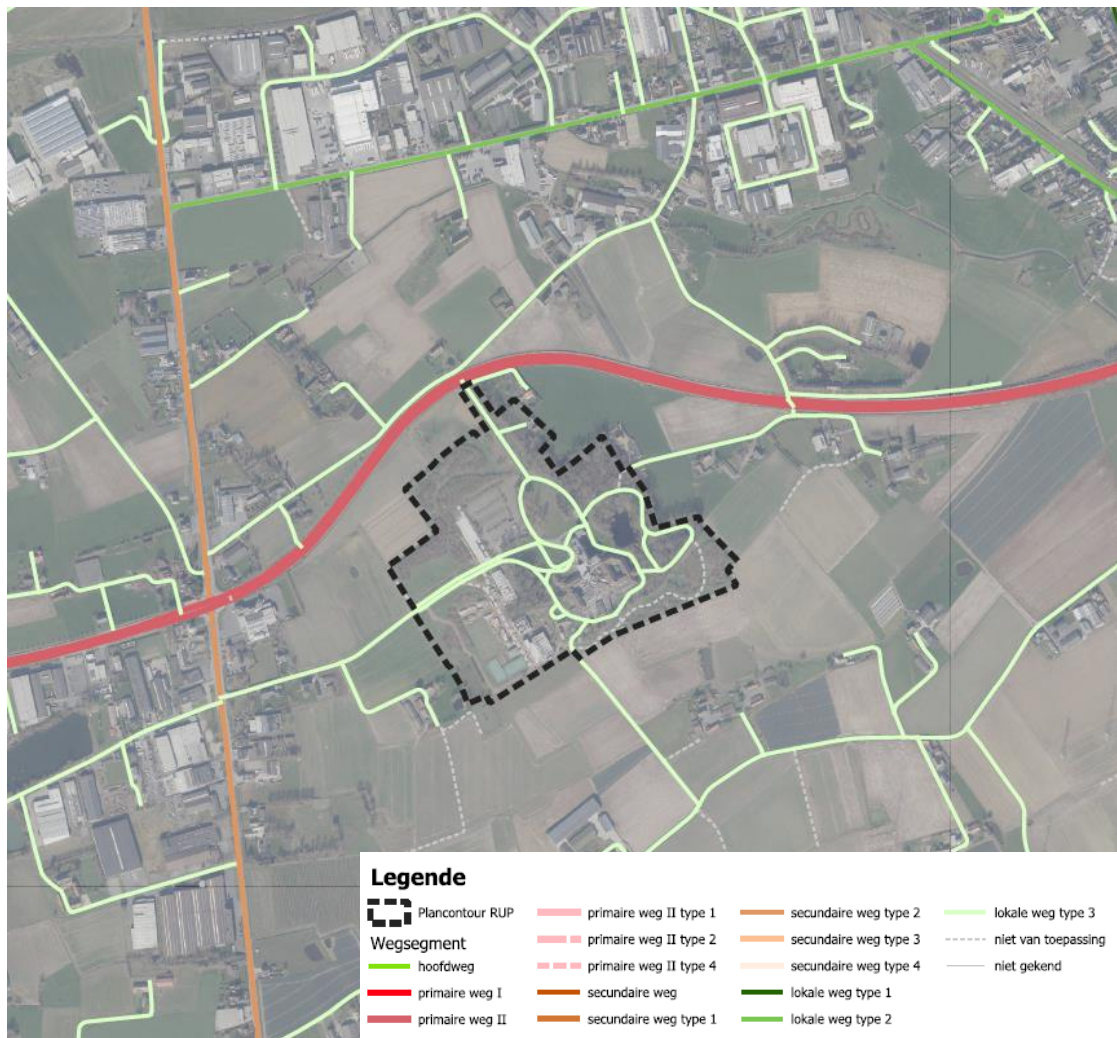 Legende
Plancontour RUP
Wegsegment
hoofdweg
primaire weg I
primaire weg II
primaire weg II type 1
primaire weg II type 2
primaire weg II type 4
secundaire weg
secundaire weg type 1
secundaire weg type 2
secundaire weg type 3
secundaire weg type 4
lokale weg type 1
lokale weg type 2
lokale weg type 3
niet van toepassing
niet gekend